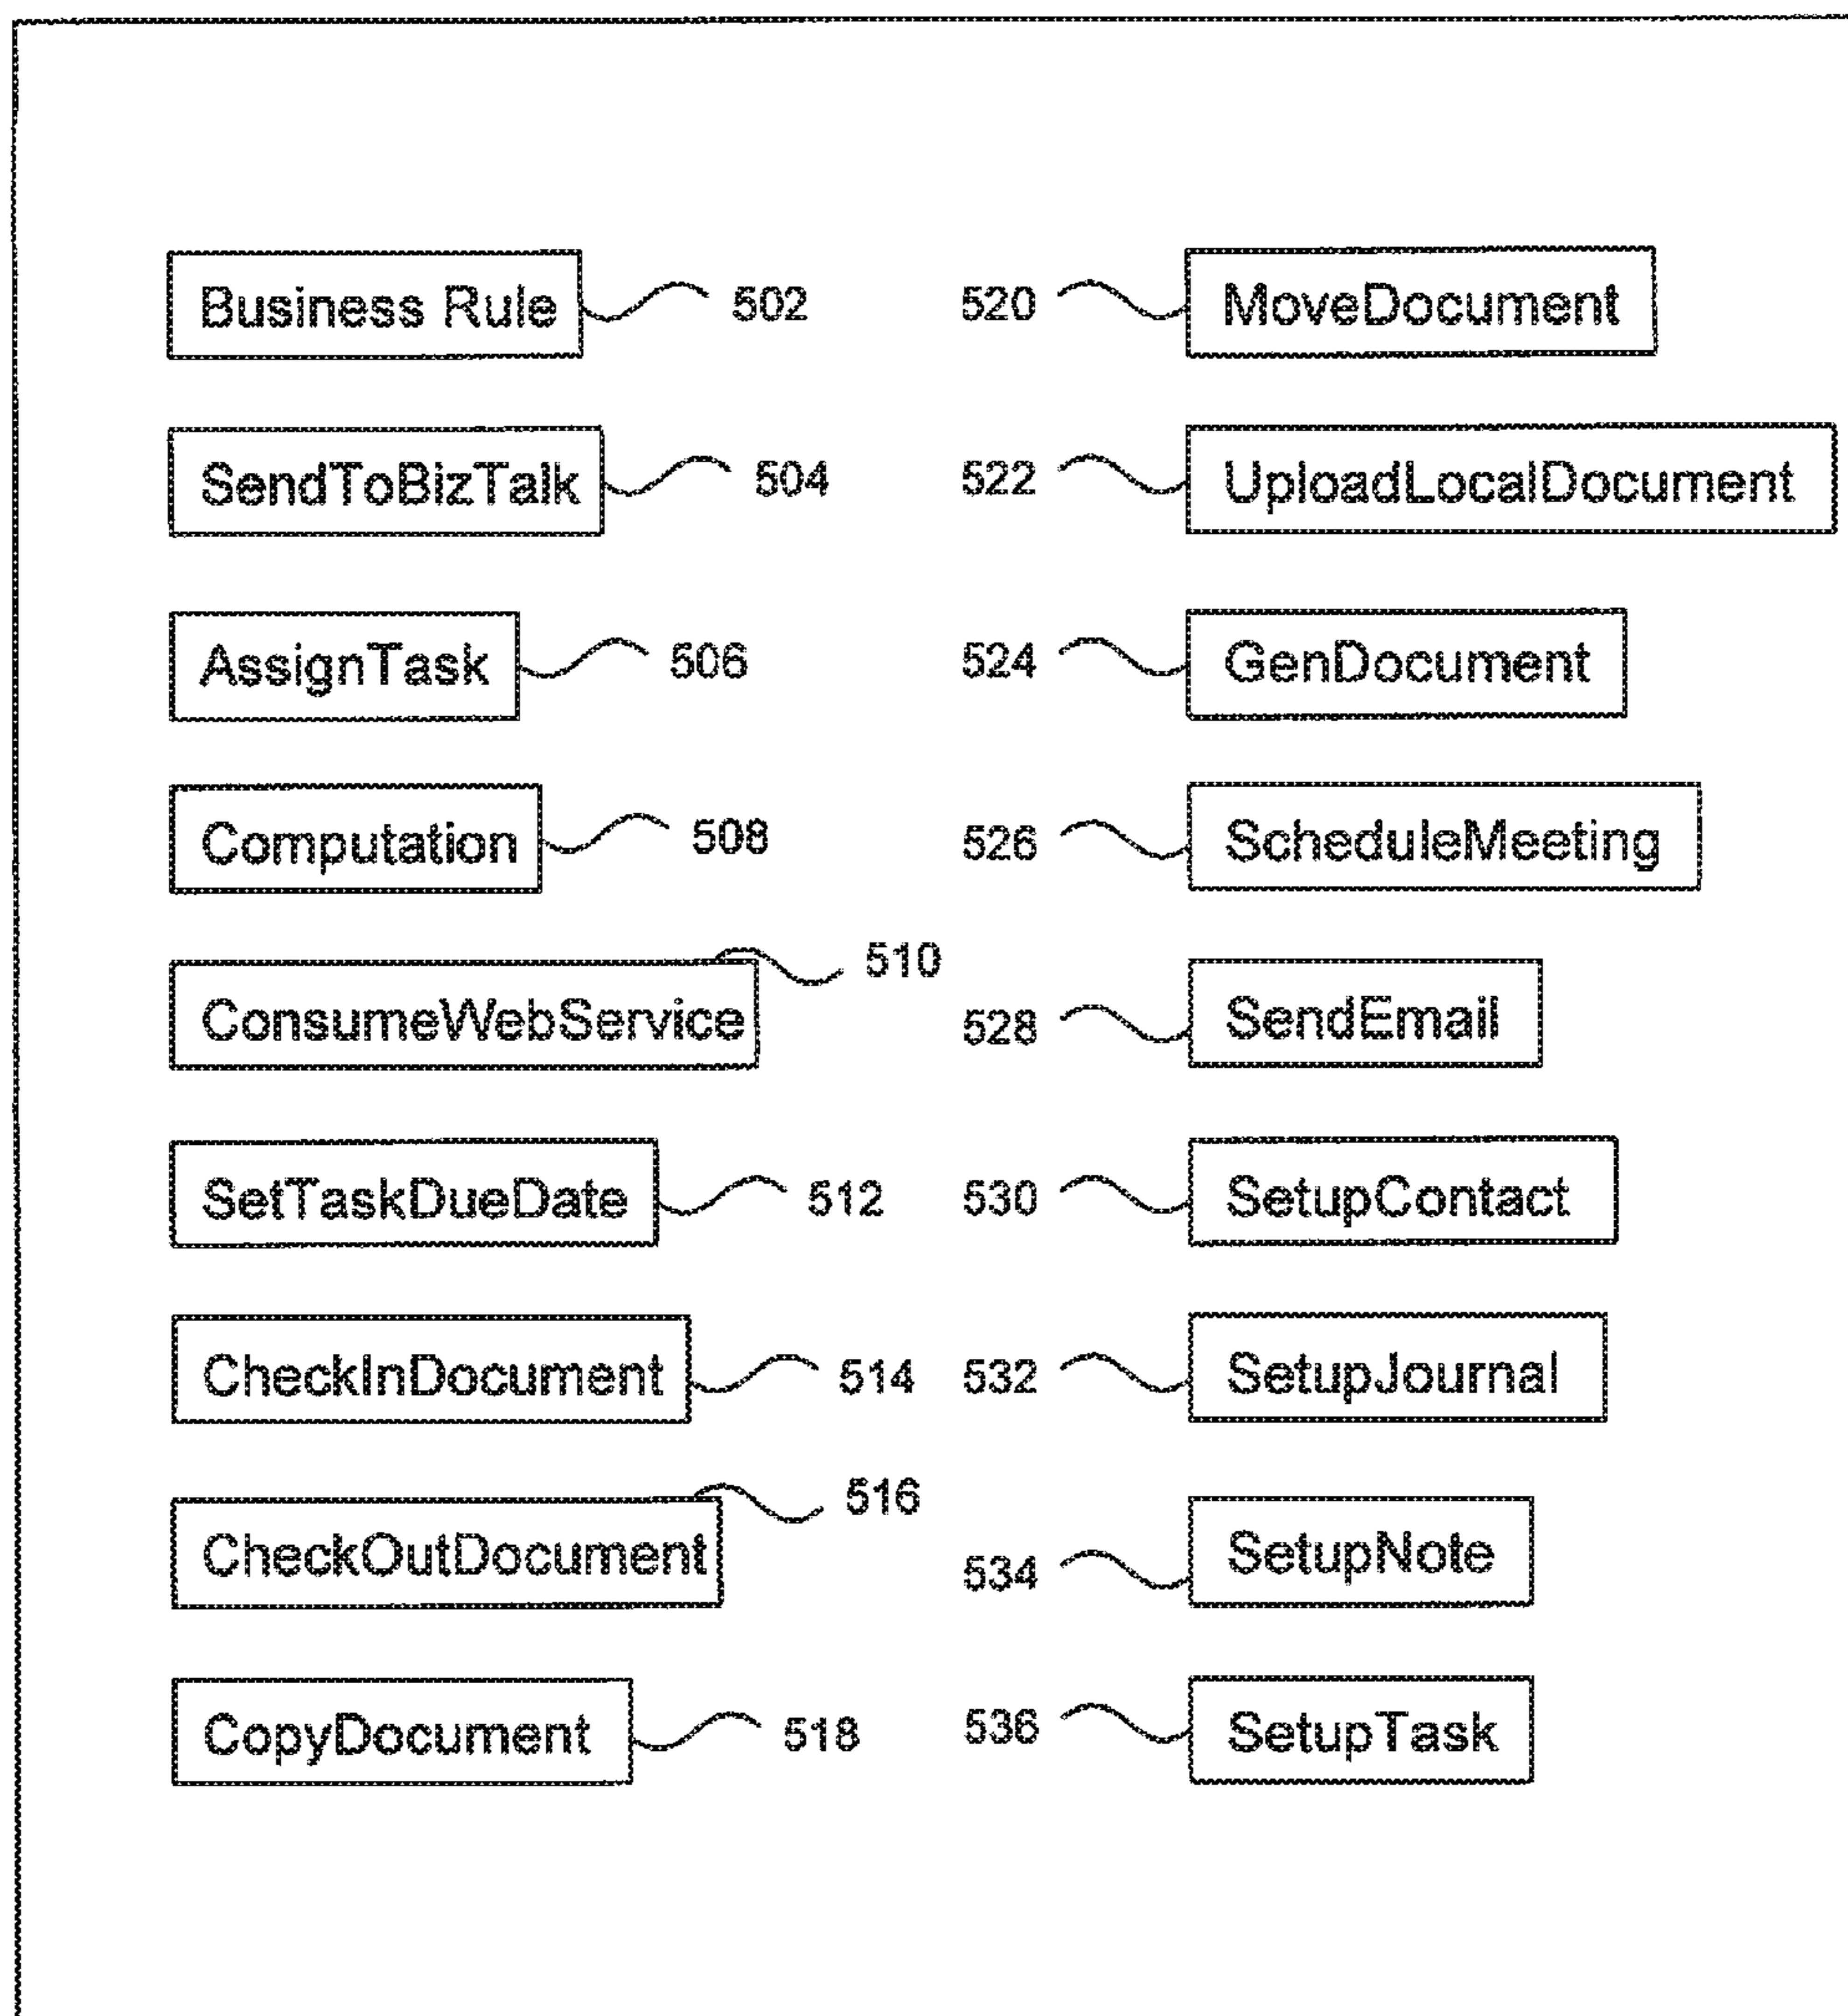 Business Rule 502
SendToBizTalk 504
AssignTask 506
Computation 508
ConsumeWebService 510
SetTaskDueDate 512
CheckInDocument 514
CheckOutDocument 516
CopyDocument 518
520 MoveDocument
522 UploadLocalDocument
524 GenDocument
526 ScheduleMeeting
528 SendEmail
530 SetupContact
532 SetupJournal
534 SetupNote
536 SetupTask